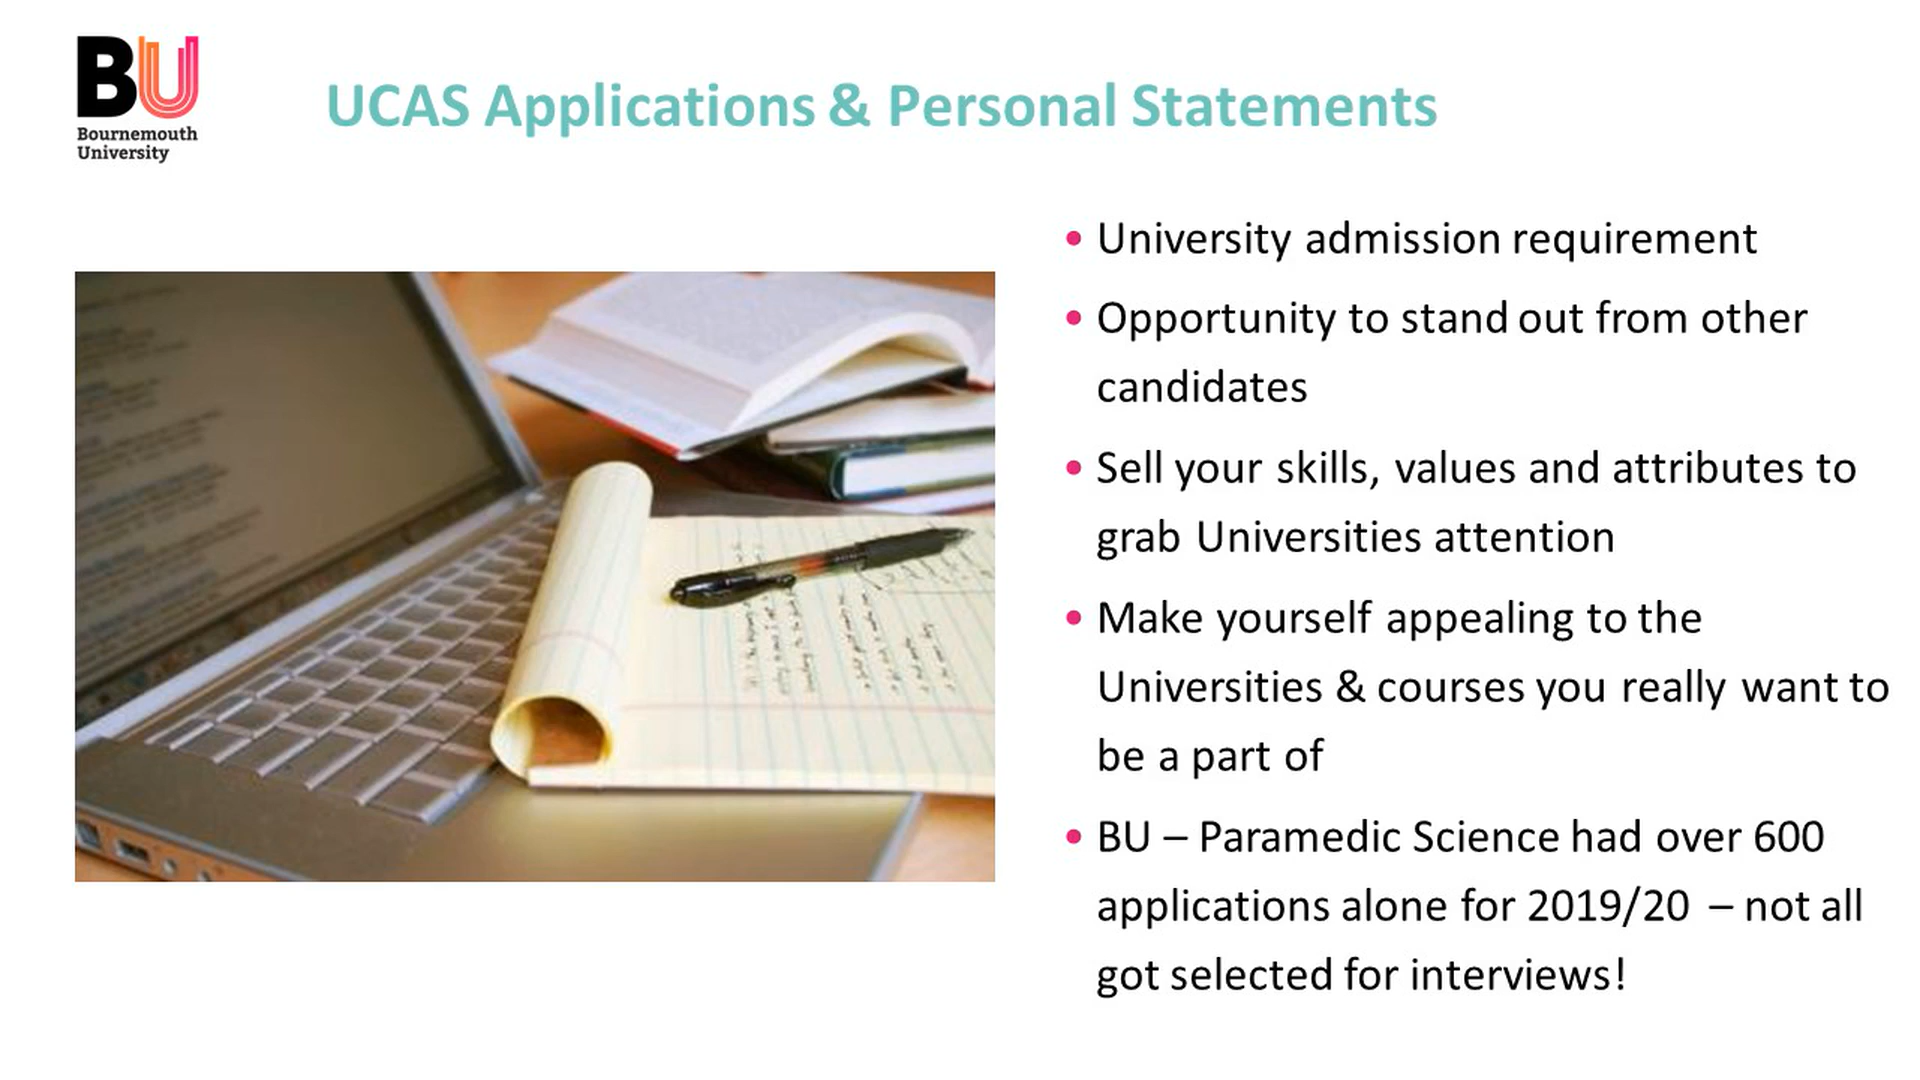 BU
Bournemouth
University
UCAS Applications & Personal Statements
• University admission requirement
• Opportunity to stand out from other
candidates
• Sell your skills, values and attributes to
grab Universities attention
• Make yourself appealing to the
Universities & courses you really want to
be a part of
• BU – Paramedic Science had over 600
applications alone for 2019/20 – not all
got selected for interviews!